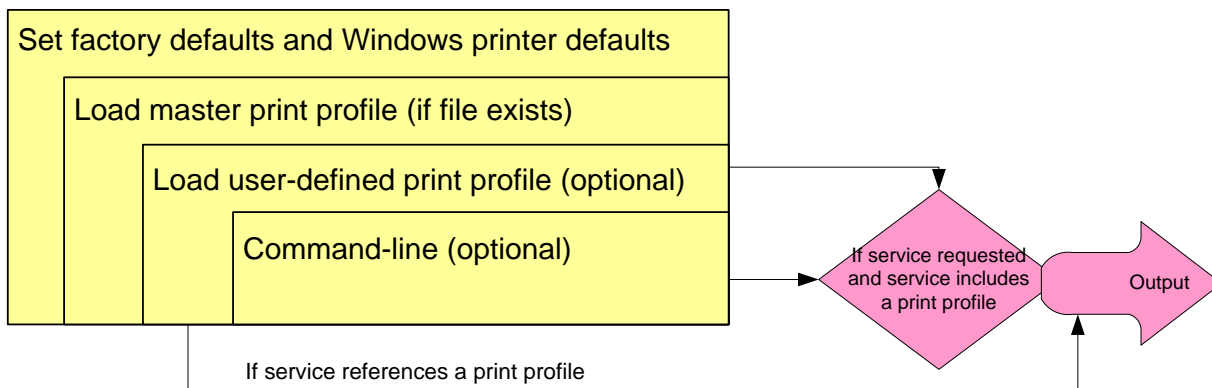 Set factory defaults and Windows printer defaults
Load master print profile (if file exists)
Load user-defined print profile (optional)
Command-line (optional)
If service requested
and service includes
a print profile
Output
If service references a print profile